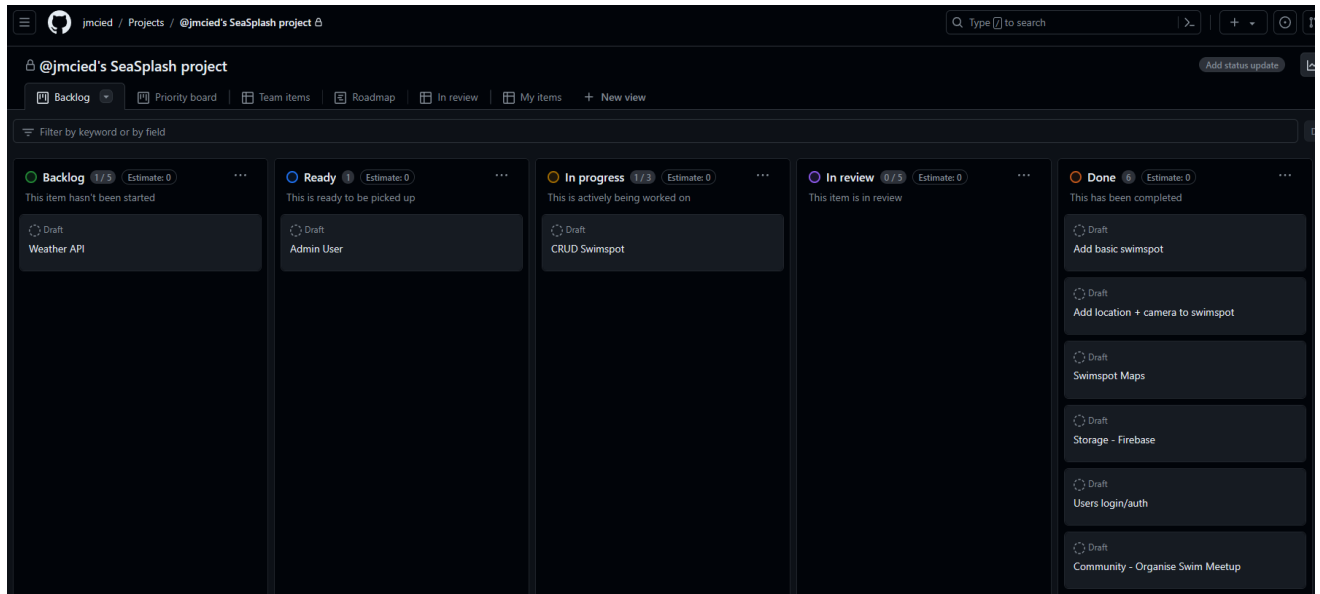 jmcied / Projects / @jmcied's SeaSplash project
Type / to search
@jmcied's SeaSplash project
Add status update
Backlog
Priority board
Team items
Roadmap
In review
My items
+ New view
Filter by keyword or by field
Backlog 1/5 Estimate: 0
This item hasn't been started
Draft
Weather API
Ready 1 Estimate: 0
This is ready to be picked up
Draft
Admin User
In progress 1/3 Estimate: 0
This is actively being worked on
Draft
CRUD Swimspot
In review 0/5 Estimate: 0
This item is in review
Done 6 Estimate: 0
This has been completed
Draft
Add basic swimspot
Draft
Add location + camera to swimspot
Draft
Swimspot Maps
Draft
Storage - Firebase
Draft
Users login/auth
Draft
Community - Organise Swim Meetup